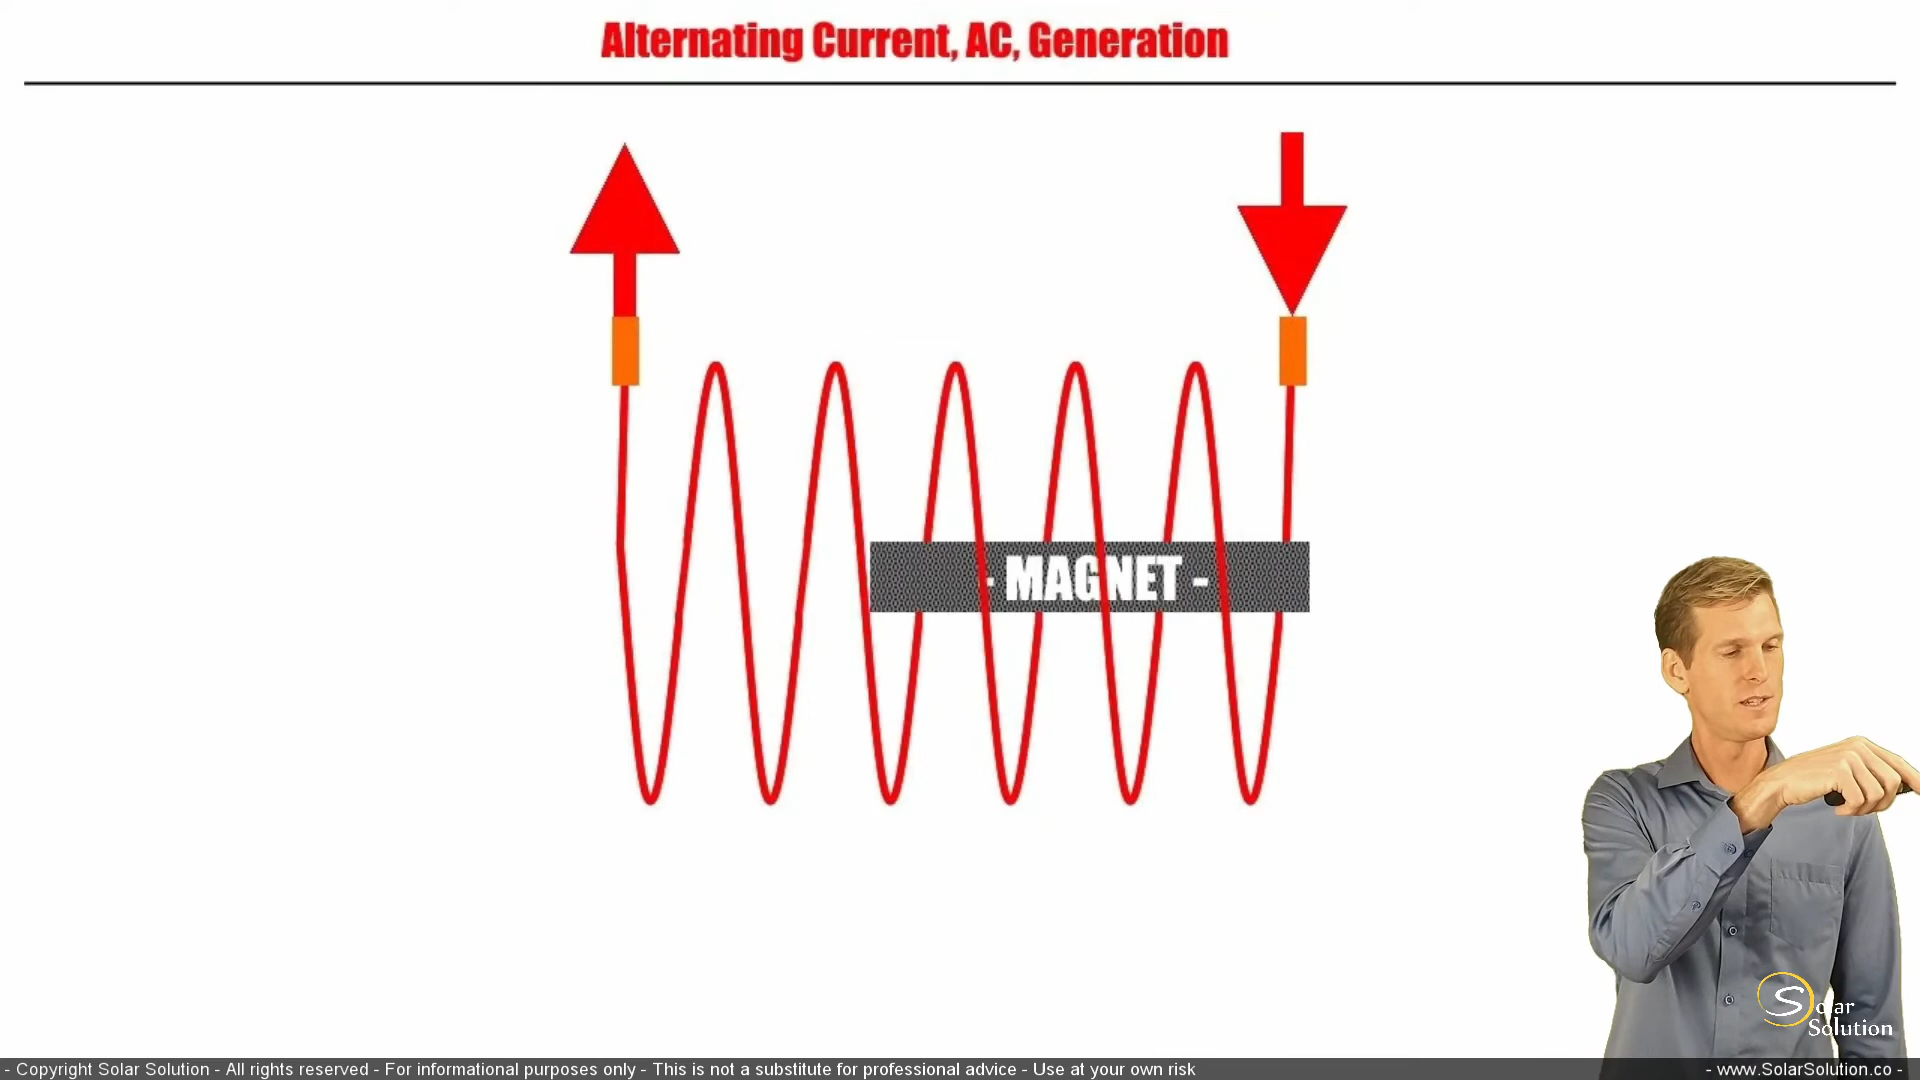 Alternating Current, AC, Generation
- MAGNET -
Solar
Solution
- Copyright Solar Solution - All rights reserved - For informational purposes only - This is not a substitute for professional advice - Use at your own risk
- www.SolarSolution.co -